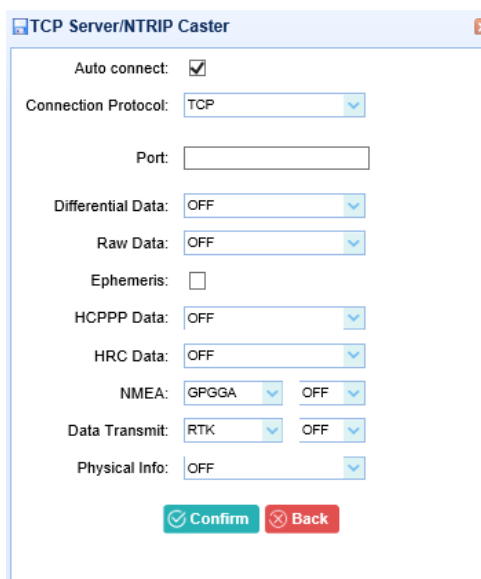 TCP Server/NTRIP Caster
Auto connect:
Connection Protocol: TCP
Port:
Differential Data: OFF
Raw Data: OFF
Ephemeris:
HCPPP Data: OFF
HRC Data: OFF
NMEA: GPGGA OFF
Data Transmit: RTK OFF
Physical Info: OFF
Confirm Back